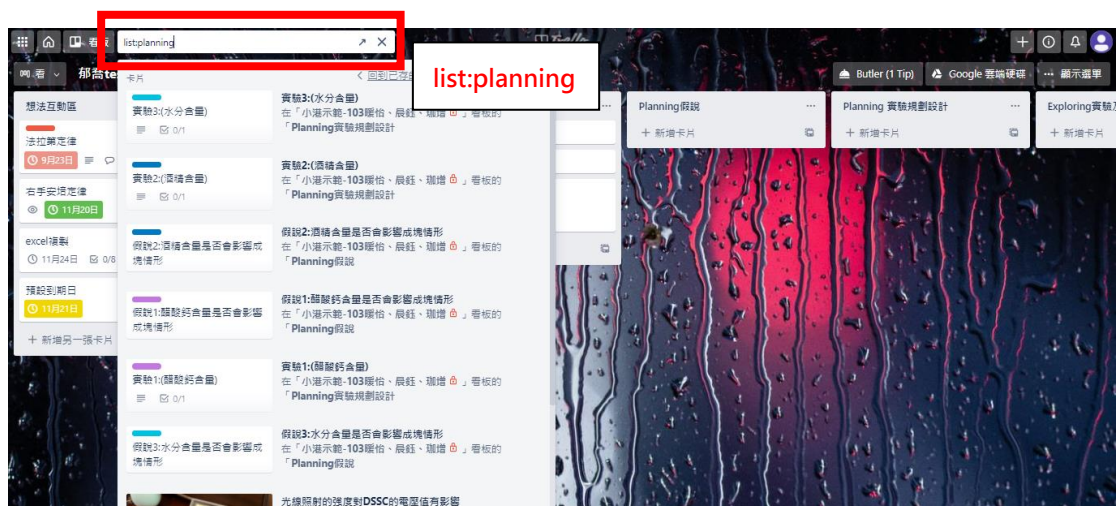 看板
list:planning
Trello
看
郁喬te
Butler (1 Tip)
Google 雲端硬碟
顯示選單
list:planning
卡片
回到已存
實驗3:(水分含量)
0/1
實驗3:(水分含量)
在「小港示範-103暖怡、晨鈺、珈增」看板的
「Planning實驗規劃設計
實驗2:(酒精含量)
0/1
實驗2:(酒精含量)
在「小港示範-103暖怡、晨鈺、珈增」看板的
「Planning實驗規劃設計
假說2:酒精含量是否會影響成
塊情形
假說2:酒精含量是否會影響成塊情形
在「小港示範-103暖怡、晨鈺、珈增」看板的
「Planning假說
假說1:醋酸鈣含量是否會影響
成塊情形
假說1:醋酸鈣含量是否會影響成塊情形
在「小港示範-103暖怡、晨鈺、珈增」看板的
「Planning假說
實驗1:(醋酸鈣含量)
0/1
實驗1:(醋酸鈣含量)
在「小港示範-103暖怡、晨鈺、珈增」看板的
「Planning實驗規劃設計
假說3:水分含量是否會影響成
塊情形
假說3:水分含量是否會影響成塊情形
在「小港示範-103暖怡、晨鈺、珈增」看板的
「Planning假說
光線照射的強度對DSSC的電壓值有影響
想法互動區
法拉第定律
9月23日
右手安培定律
11月20日
excel複製
11月24日 0/8
預設到期日
11月21日
+ 新增另一張卡片
Planning假說
+ 新增卡片
Planning 實驗規劃設計
+ 新增卡片
Exploring實驗及
+ 新增卡片